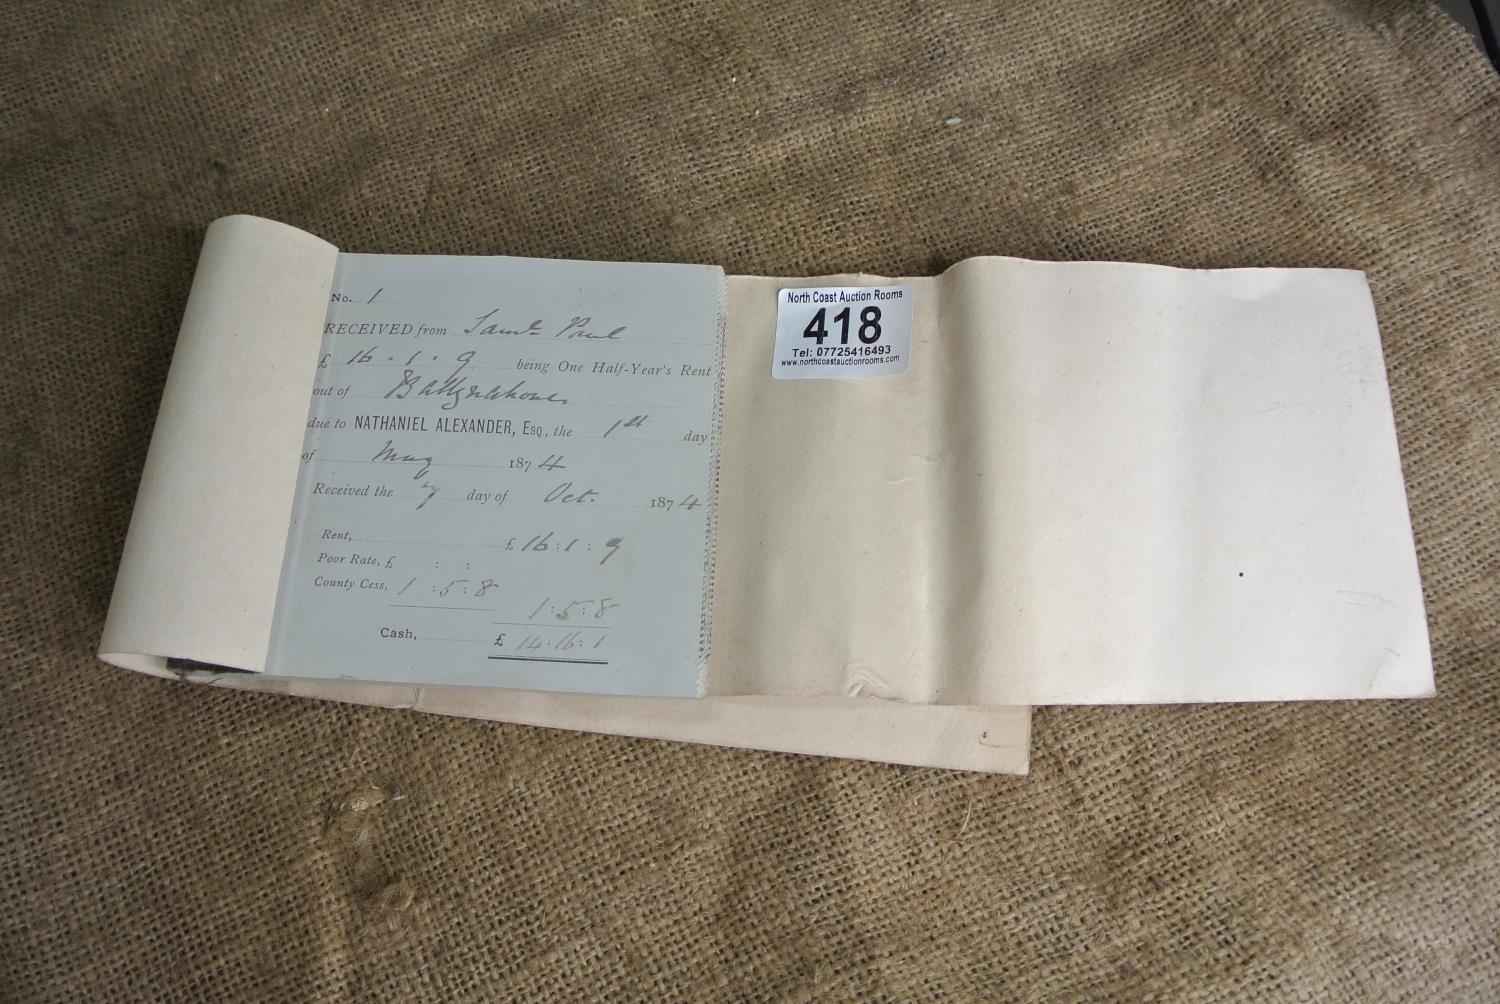 No. 1
RECEIVED from Saml. Paul
£ 16 . 1 . 9 being One Half-Year's Rent
out of
due to NATHANIEL ALEXANDER, Esq., the 1st day
of May 1874
Received the 7 day of Oct. 1874
Rent, £ 16 : 1 : 9
Poor Rate, £ : :
County Cess, 1 : 5 : 8
1 : 5 : 8
Cash, £ 14 : 16 : 1
North Coast Auction Rooms
418
Tel: 07725416493
www.northcoastauctionrooms.com